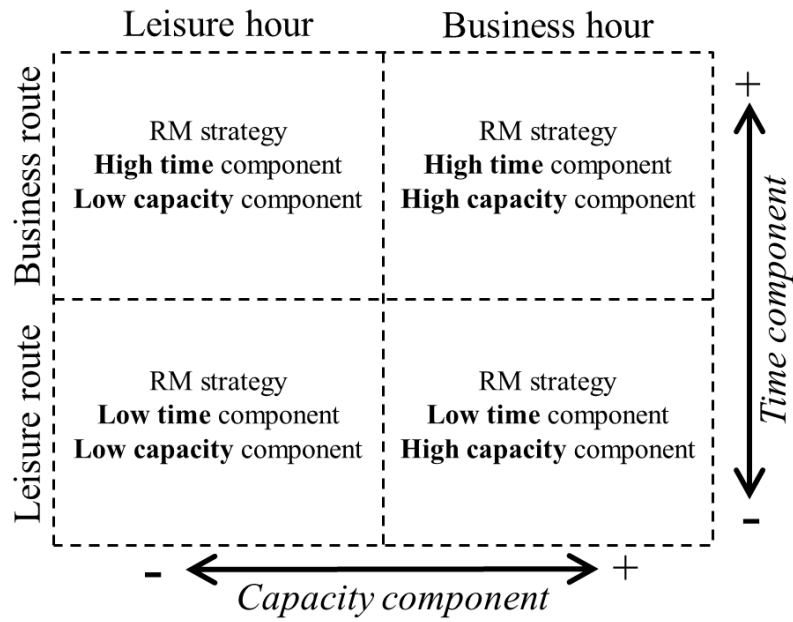 Leisure hour
Business hour
Business route
RM strategy
High time component
Low capacity component
RM strategy
High time component
High capacity component
+
Time component
-
Leisure route
RM strategy
Low time component
Low capacity component
RM strategy
Low time component
High capacity component
-
+
Capacity component